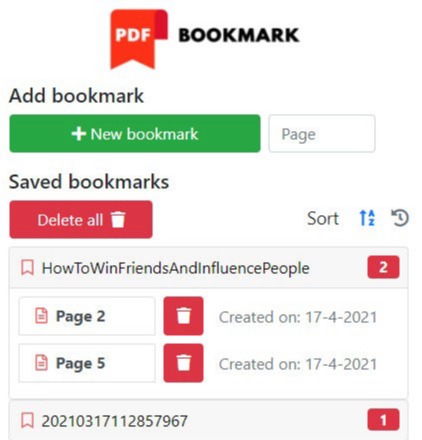 PDF BOOKMARK
Add bookmark
+ New bookmark Page
Saved bookmarks
Delete all Sort
HowToWinFriendsAndInfluencePeople 2
Page 2 Created on: 17-4-2021
Page 5 Created on: 17-4-2021
20210317112857967 1